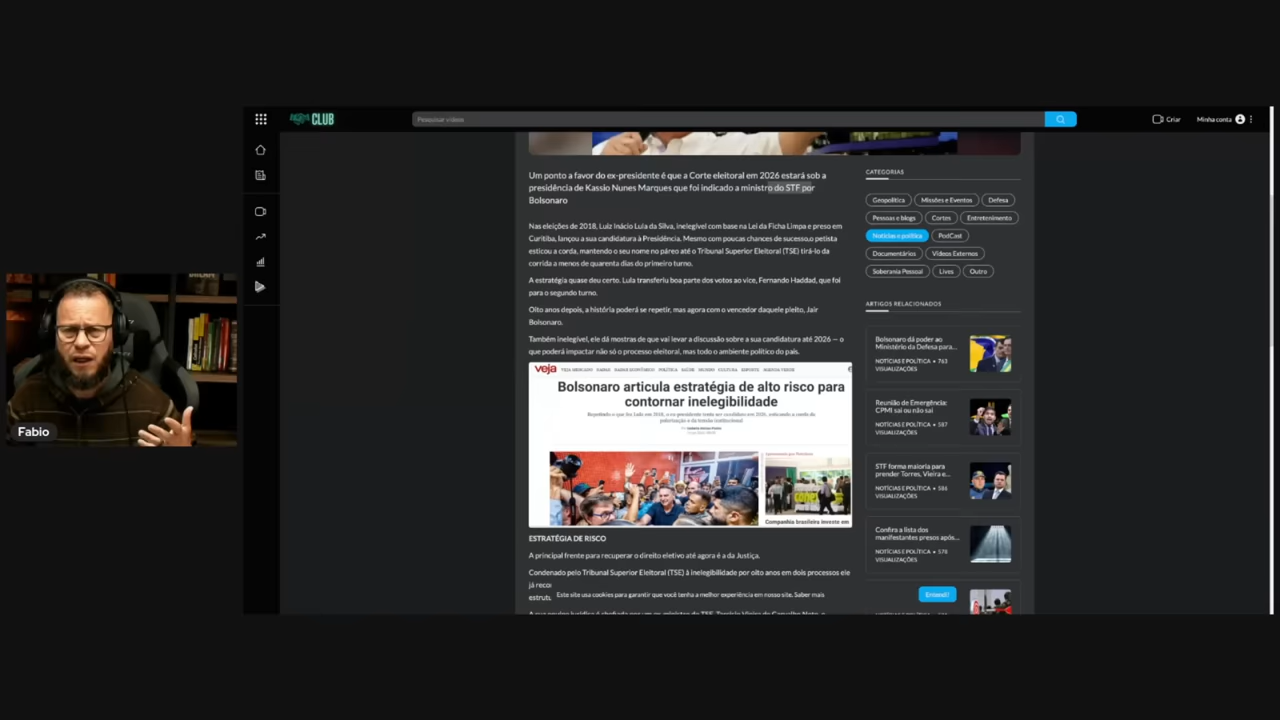 CLUB
Pesquisar vídeos
Criar
Minha conta
Um ponto a favor do ex-presidente é que a Corte eleitoral em 2026 estará sob a
presidência de Kassio Nunes Marques que foi indicado a ministro do STF por
Bolsonaro
Nas eleições de 2018, Luiz Inácio Lula da Silva, inelegível com base na Lei da Ficha Limpa e preso em
Curitiba, lançou a sua candidatura à Presidência. Mesmo com poucas chances de sucesso,o petista
esticou a corda, mantendo o seu nome no páreo até o Tribunal Superior Eleitoral (TSE) tirá-lo da
corrida a menos de quarenta dias do primeiro turno.
A estratégia quase deu certo. Lula transferiu boa parte dos votos ao vice, Fernando Haddad, que foi
para o segundo turno.
Oito anos depois, a história poderá se repetir, mas agora com o vencedor daquele pleito, Jair
Bolsonaro.
Também inelegível, ele dá mostras de que vai levar a discussão sobre a sua candidatura até 2026 — o
que poderá impactar não só o processo eleitoral, mas todo o ambiente político do país.
veja
Bolsonaro articula estratégia de alto risco para
contornar inelegibilidade
Companhia brasileira investe em
ESTRATÉGIA DE RISCO
A principal frente para recuperar o direito eletivo até agora é a da Justiça.
Condenado pelo Tribunal Superior Eleitoral (TSE) à inelegibilidade por oito anos em dois processos ele
já reco
estrut
Este site usa cookies para garantir que você tenha a melhor experiência em nosso site. Saber mais
Entendi!
CATEGORIAS
Geopolítica
Missões e Eventos
Defesa
Pessoas e blogs
Cortes
Entretenimento
Notícias e política
PodCast
Documentários
Vídeos Externos
Soberania Pessoal
Lives
Outro
ARTIGOS RELACIONADOS
Bolsonaro dá poder ao
Ministério da Defesa para...
NOTÍCIAS E POLÍTICA • 763
VISUALIZAÇÕES
Reunião de Emergência:
CPMI sai ou não sai
NOTÍCIAS E POLÍTICA • 587
VISUALIZAÇÕES
STF forma maioria para
prender Torres, Vieira e...
NOTÍCIAS E POLÍTICA • 586
VISUALIZAÇÕES
Confira a lista dos
manifestantes presos após...
NOTÍCIAS E POLÍTICA • 578
VISUALIZAÇÕES
Fabio